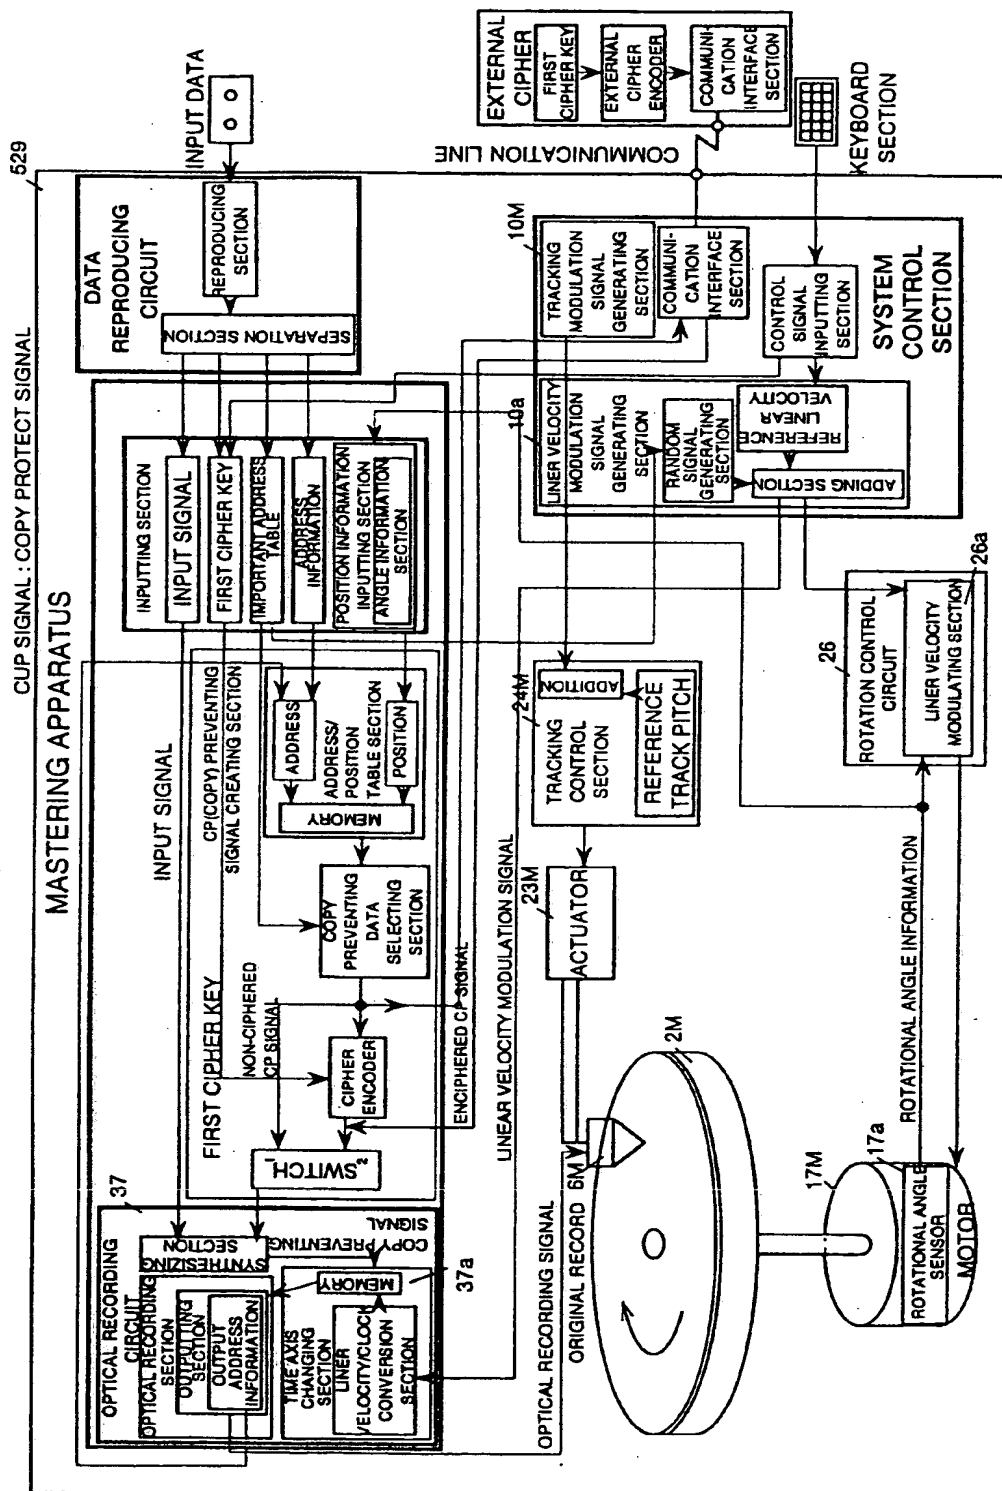 CUP SIGNAL : COPY PROTECT SIGNAL
529
MASTERING APPARATUS
INPUT DATA
DATA
REPRODUCING
CIRCUIT
REPRODUCING
SECTION
SEPARATION SECTION
EXTERNAL
CIPHER
FIRST
CIPHER KEY
EXTERNAL
CIPHER
ENCODER
COMMUNI-
CATION
INTERFACE
SECTION
COMMUNICATION LINE
KEYBOARD
SECTION
INPUTTING SECTION
INPUT SIGNAL
FIRST CIPHER KEY
IMPORTANT ADDRESS
TABLE
ADDRESS
INFORMATION
POSITION INFORMATION
INPUTTING SECTION
ANGLE INFORMATION
SECTION
10M
TRACKING
MODULATION
SIGNAL
GENERATING
SECTION
COMMUNI-
CATION
INTERFACE
SECTION
CONTROL
SIGNAL
INPUTTING
SECTION
SYSTEM
CONTROL
SECTION
10a
LINER VELOCITY
MODULATION
SIGNAL
GENERATING
SECTION
RANDOM
SIGNAL
GENERATING
SECTION
REFERENCE
LINEAR
VELOCITY
ADDING SECTION
INPUT SIGNAL
CP(COPY) PREVENTING
SIGNAL CREATING SECTION
ADDRESS
ADDRESS/
POSITION
TABLE SECTION
POSITION
MEMORY
COPY
PREVENTING
DATA
SELECTING
SECTION
FIRST CIPHER KEY
NON-CIPHERED
CP SIGNAL
CIPHER
ENCODER
ENCIPHERED CP SIGNAL
2 SWITCH 1
LINEAR VELOCITY MODULATION SIGNAL
24M
TRACKING
CONTROL
SECTION
ADDITION
REFERENCE
TRACK PITCH
23M
ACTUATOR
26
ROTATION CONTROL
CIRCUIT
LINER VELOCITY
MODULATING SECTION
26a
37
OPTICAL RECORDING
CIRCUIT
OPTICAL RECORDING
SECTION
OUTPUTTING
SECTION
OUTPUT
ADDRESS
INFORMATION
SYNTHESIZING
SECTION
COPY PREVENTING
SIGNAL
TIME AXIS
CHANGING
SECTION
LINER
VELOCITY/CLOCK
CONVERSION
SECTION
MEMORY
37a
OPTICAL RECORDING SIGNAL
ORIGINAL RECORD
6M
2M
ROTATIONAL ANGLE INFORMATION
17M
17a
ROTATIONAL ANGLE
SENSOR
MOTOR